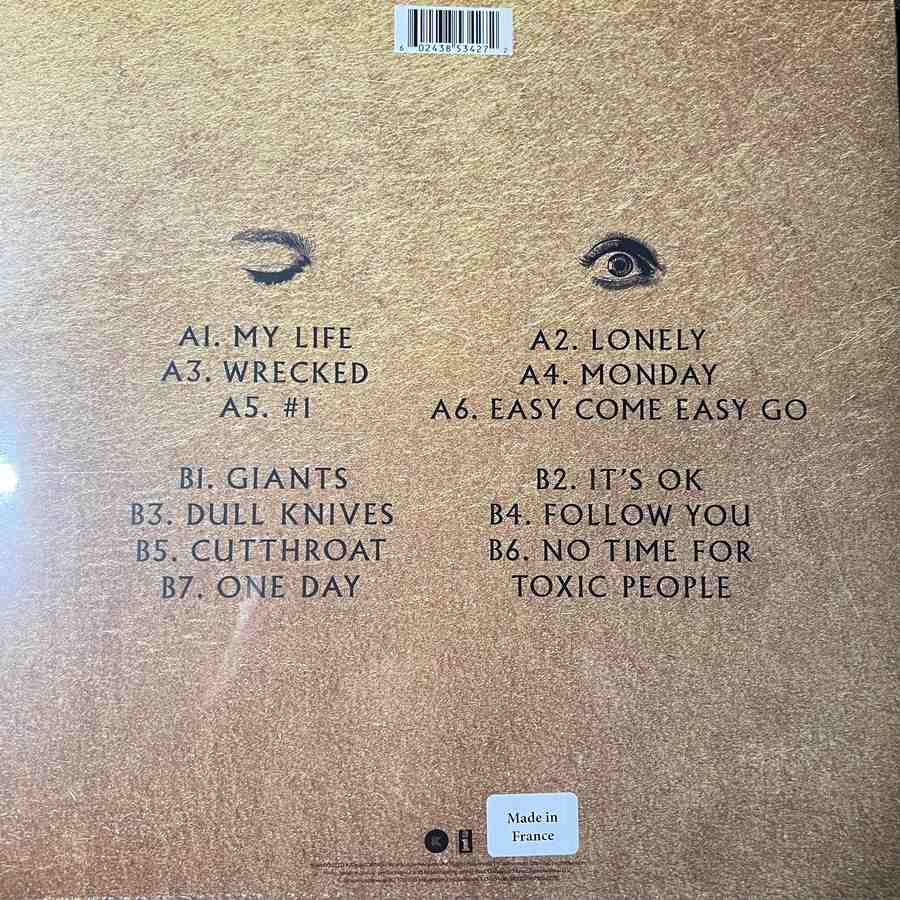 6 02438 53427 2
A1. MY LIFE
A2. LONELY
A3. WRECKED
A4. MONDAY
A5. #1
A6. EASY COME EASY GO
B1. GIANTS
B2. IT'S OK
B3. DULL KNIVES
B4. FOLLOW YOU
B5. CUTTHROAT
B6. NO TIME FOR
TOXIC PEOPLE
B7. ONE DAY
Made in
France